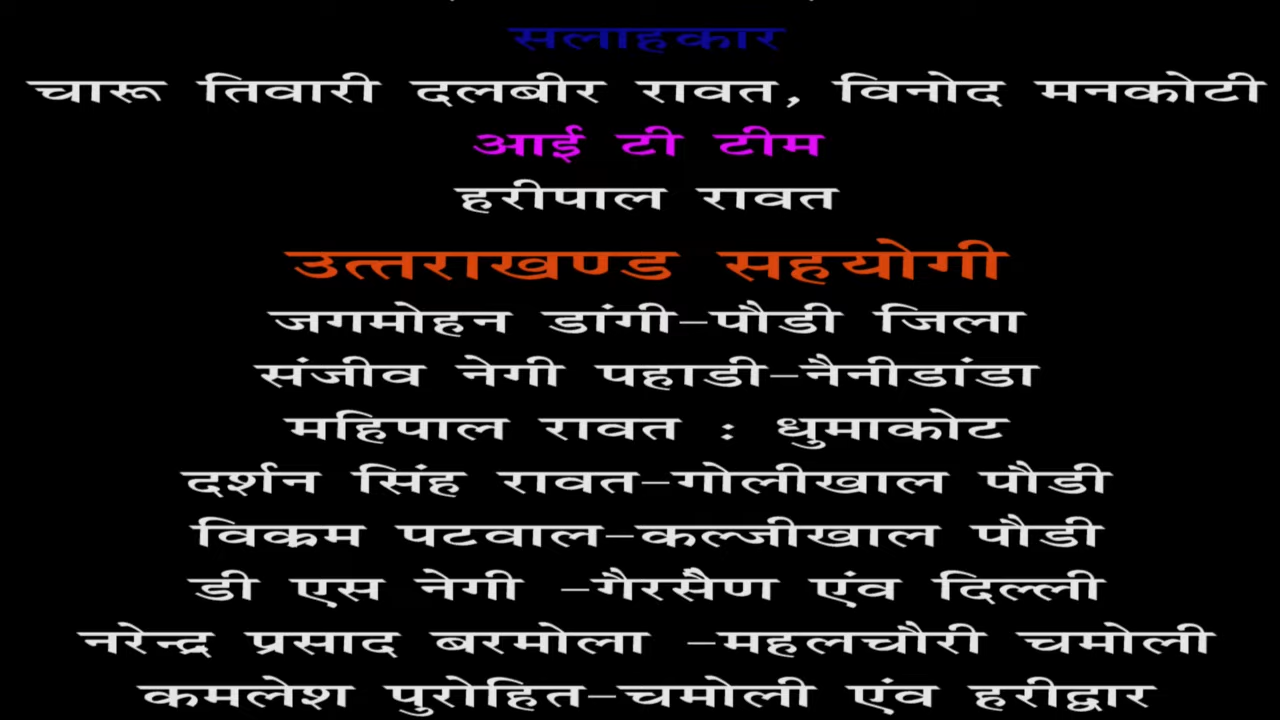 सलाहकार
चारू तिवारी दलबीर रावत, विनोद मनकोटी
आई टी टीम
हरीपाल रावत
उत्तराखण्ड सहयोगी
जगमोहन डांगी-पौडी जिला
संजीव नेगी पहाडी-नैनीडांडा
महिपाल रावत : धुमाकोट
दर्शन सिंह रावत-गोलीखाल पौडी
विक्रम पटवाल-कल्जीखाल पौडी
डी एस नेगी -गैरसैण एंव दिल्ली
नरेन्द्र प्रसाद बरमोला -महलचौरी चमोली
कमलेश पुरोहित-चमोली एंव हरीद्वार